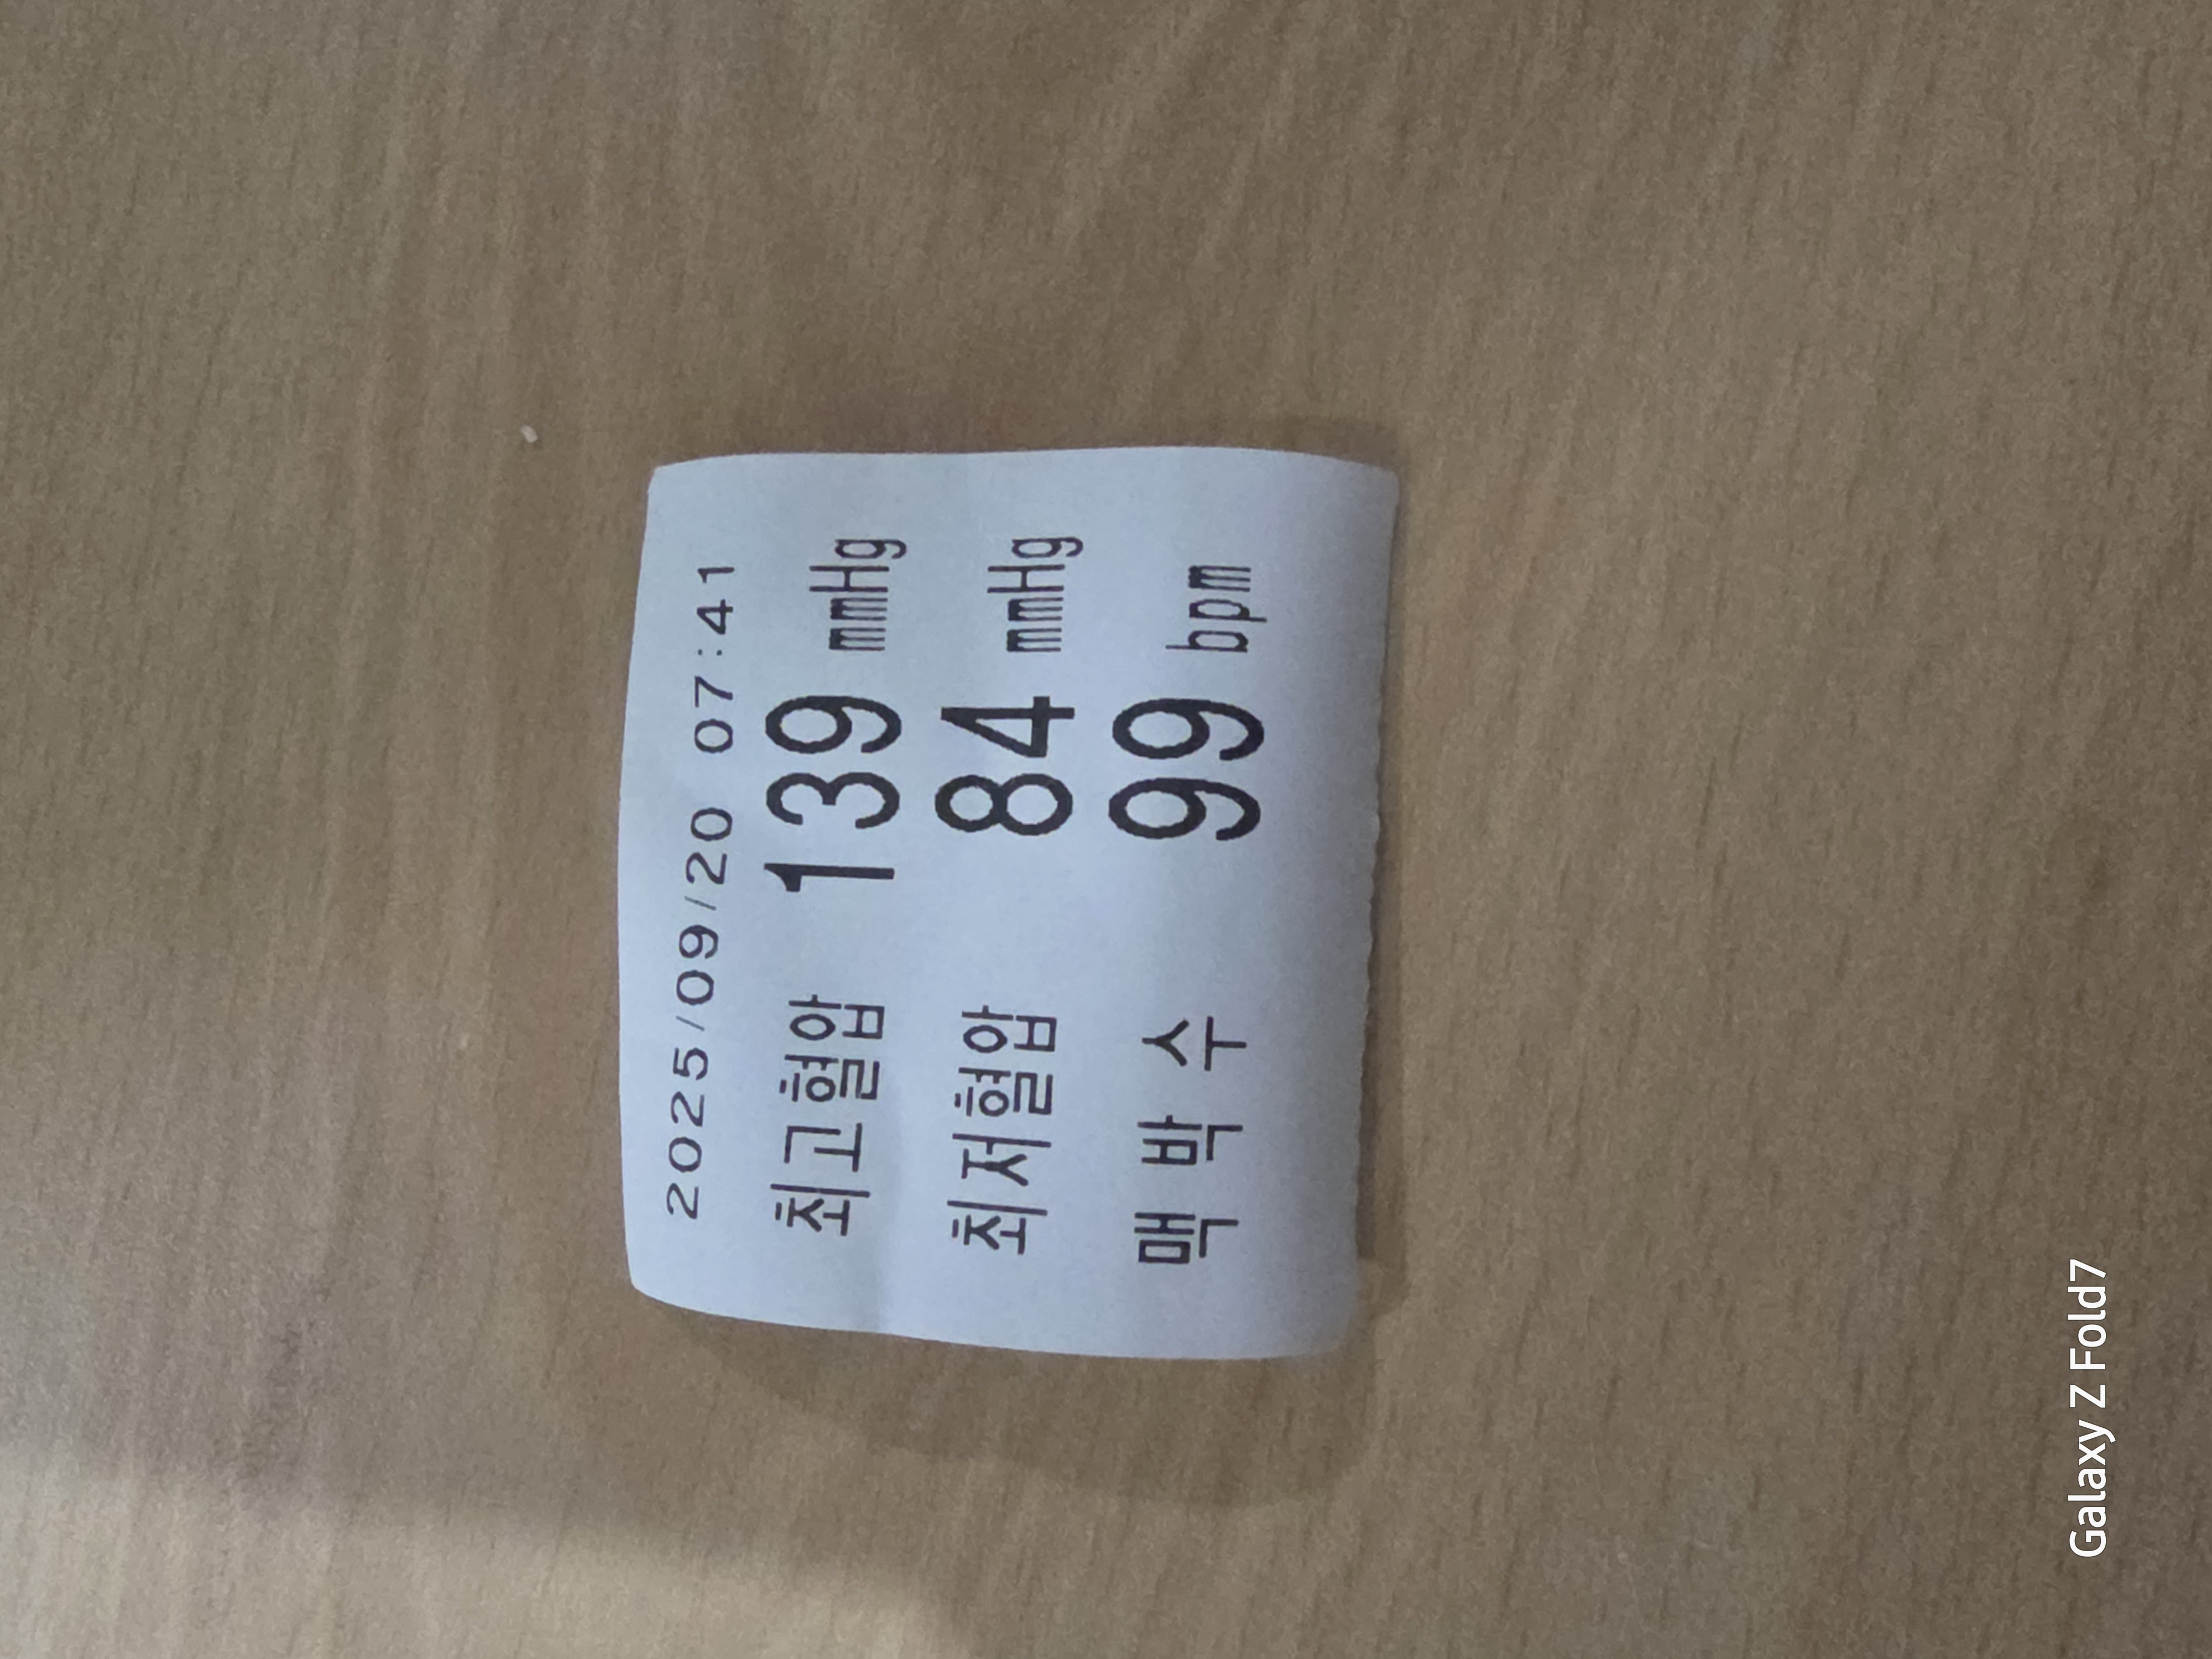 2025/09/20 07:41
최고혈압 139 mmHg
최저혈압 84 mmHg
맥 박 수 99 bpm
Galaxy Z Fold7